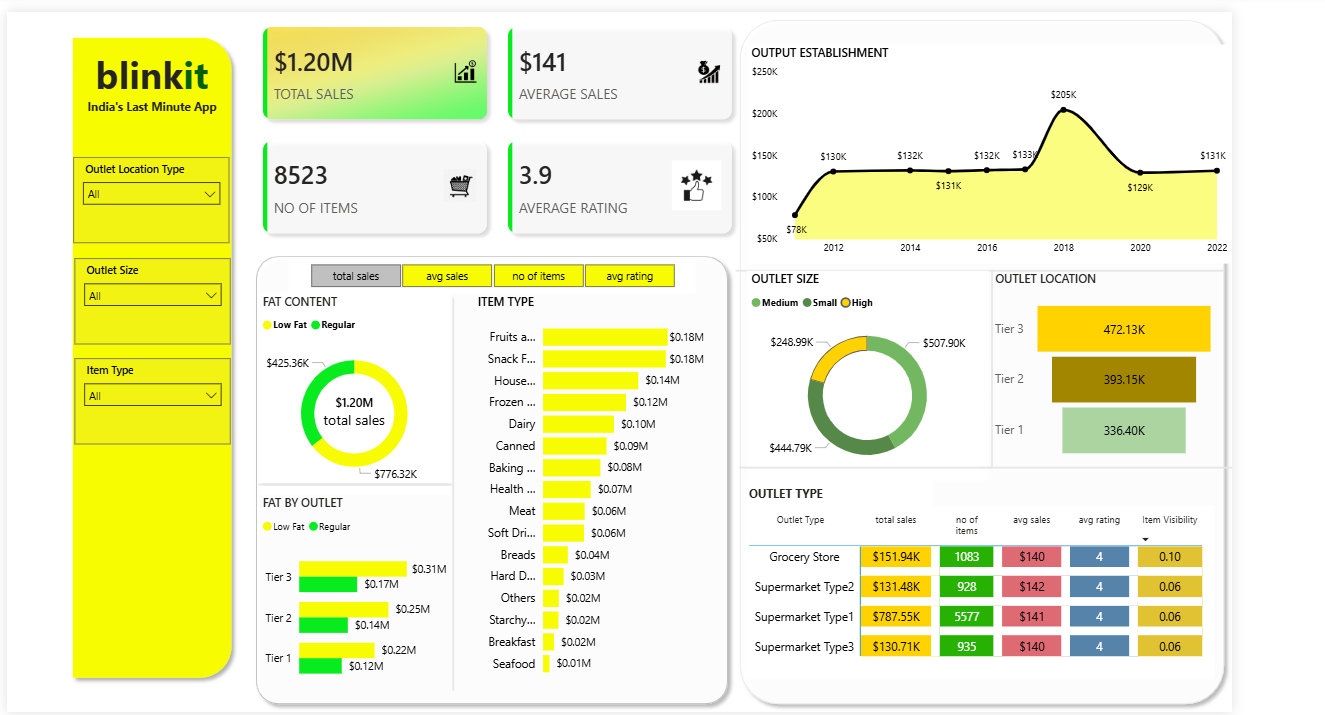 blinkit
India's Last Minute App
Outlet Location Type
All
Outlet Size
All
Item Type
All
$1.20M
TOTAL SALES
$141
AVERAGE SALES
8523
NO OF ITEMS
3.9
AVERAGE RATING
total sales
avg sales
no of items
avg rating
FAT CONTENT
Low Fat Regular
$425.36K
$1.20M
total sales
$776.32K
FAT BY OUTLET
Low Fat Regular
Tier 3 $0.31M
$0.17M
Tier 2 $0.25M
$0.14M
Tier 1 $0.22M
$0.12M
ITEM TYPE
Fruits a... $0.18M
Snack F... $0.18M
House... $0.14M
Frozen ... $0.12M
Dairy $0.10M
Canned $0.09M
Baking ... $0.08M
Health ... $0.07M
Meat $0.06M
Soft Dri... $0.06M
Breads $0.04M
Hard D... $0.03M
Others $0.02M
Starchy... $0.02M
Breakfast $0.02M
Seafood $0.01M
OUTPUT ESTABLISHMENT
$250K
$200K
$150K
$100K
$50K
$78K
$130K
$132K
$131K
$132K
$133K
$205K
$129K
$131K
2012 2014 2016 2018 2020 2022
OUTLET SIZE
Medium Small High
$248.99K
$507.90K
$444.79K
OUTLET LOCATION
Tier 3 472.13K
Tier 2 393.15K
Tier 1 336.40K
OUTLET TYPE
Outlet Type total sales no of items avg sales avg rating Item Visibility
Grocery Store $151.94K 1083 $140 4 0.10
Supermarket Type2 $131.48K 928 $142 4 0.06
Supermarket Type1 $787.55K 5577 $141 4 0.06
Supermarket Type3 $130.71K 935 $140 4 0.06